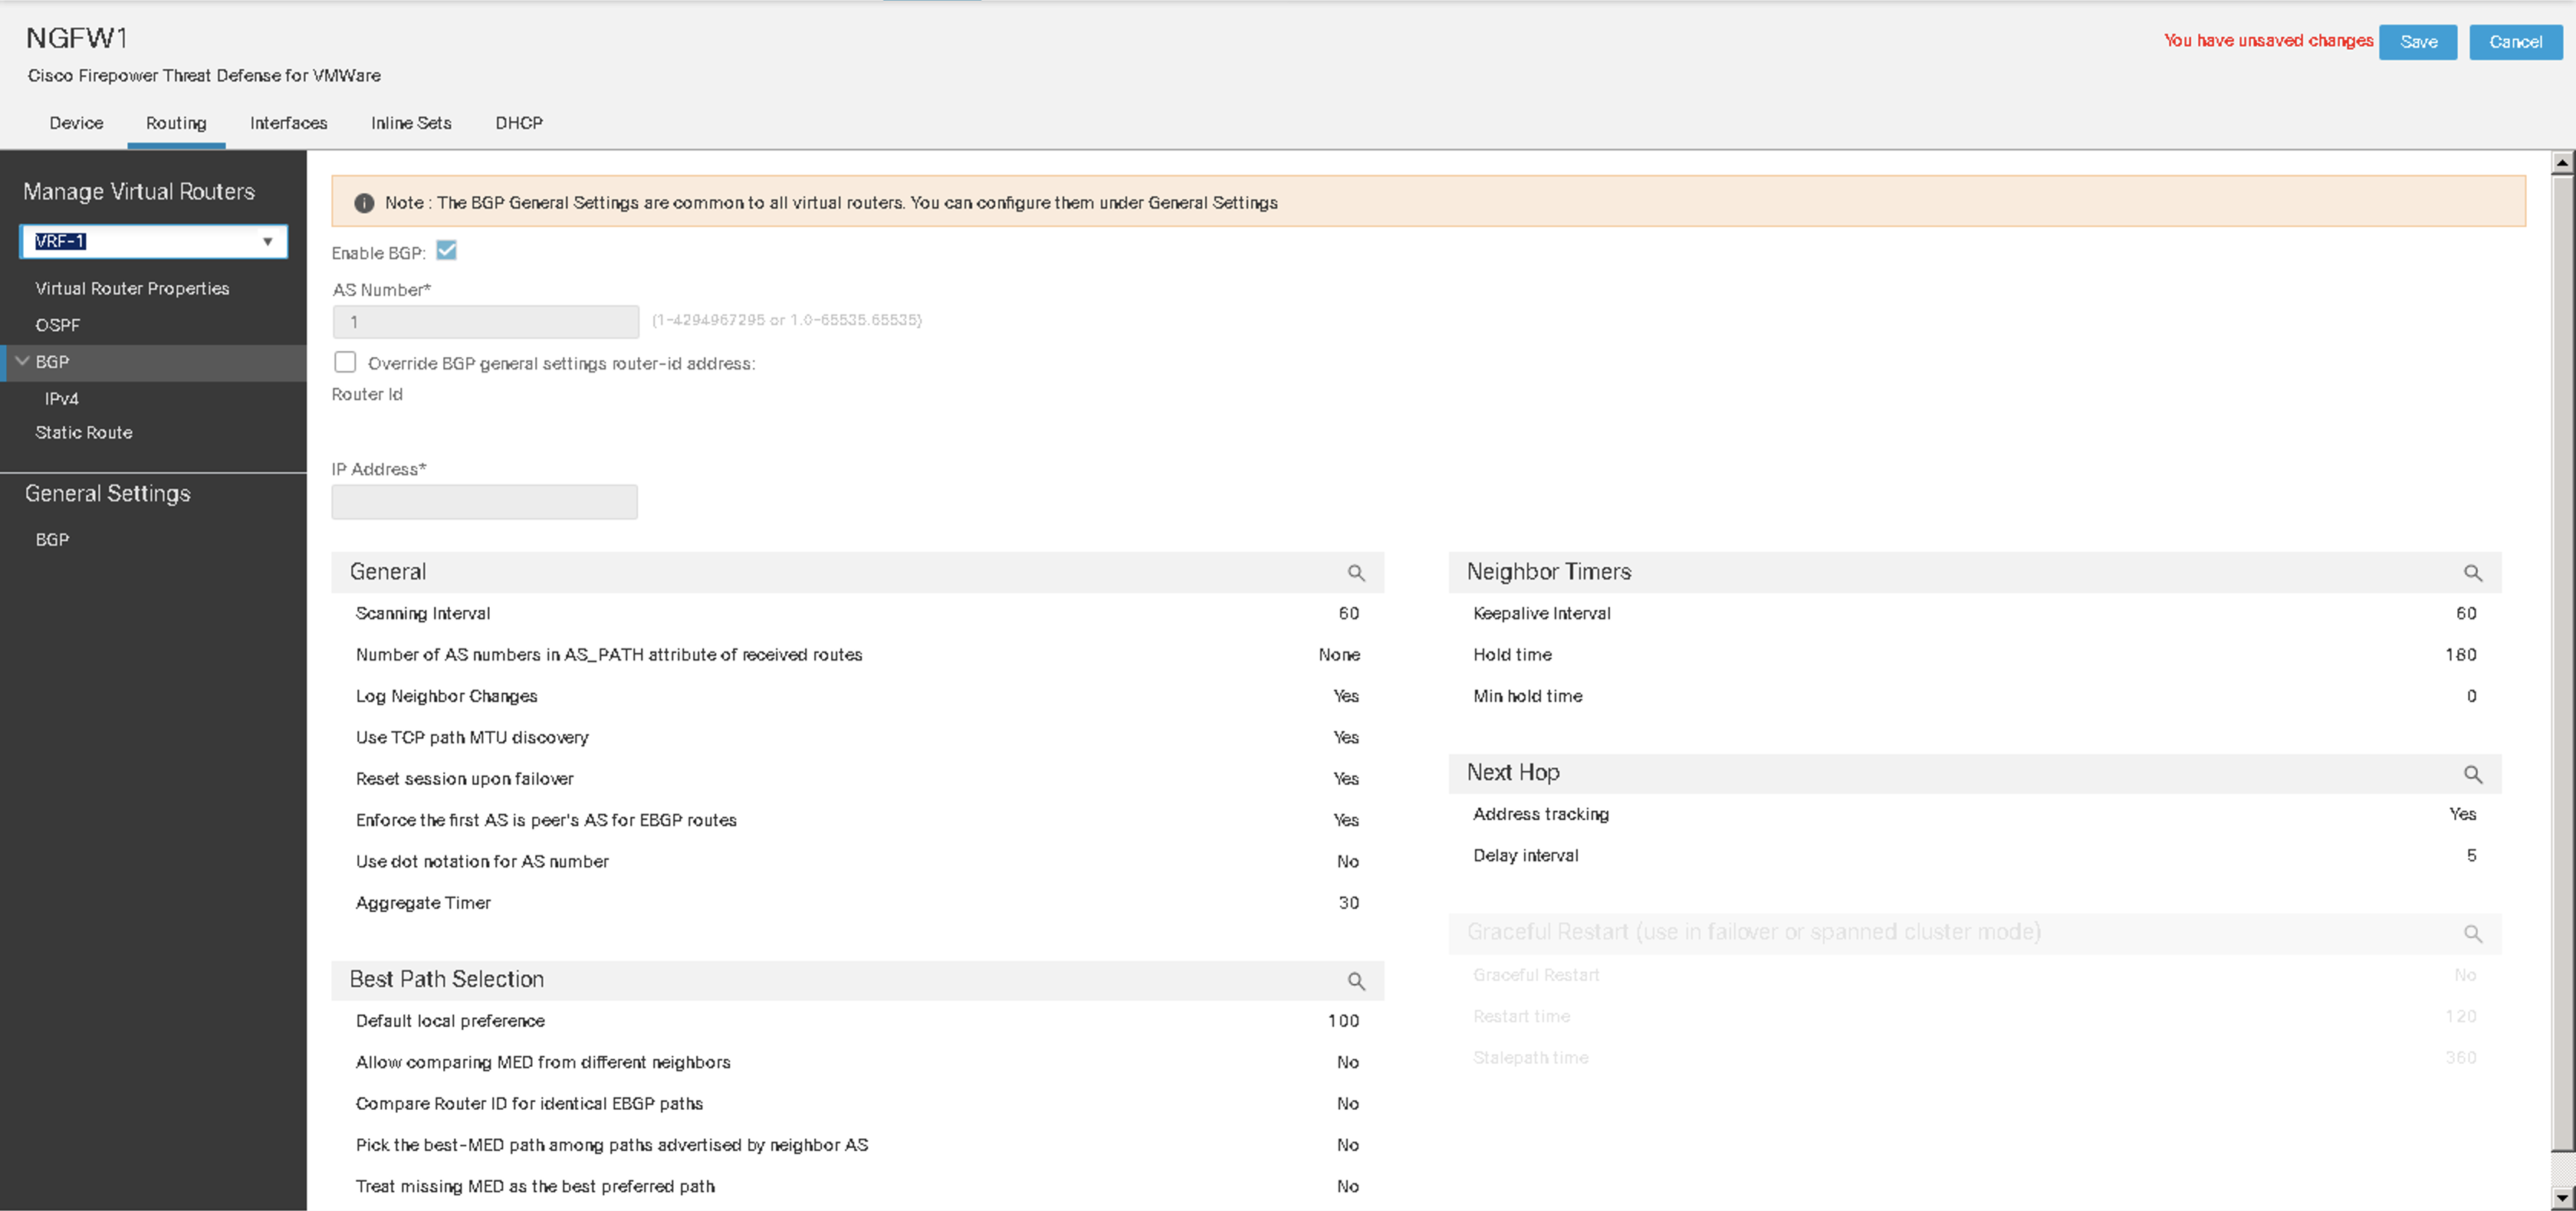 NGFW1
You have unsaved changes
Save
Cancel
Cisco Firepower Threat Defense for VMWare
Device
Routing
Interfaces
Inline Sets
DHCP
Manage Virtual Routers
VRF-1
Virtual Router Properties
OSPF
BGP
IPv4
Static Route
General Settings
BGP
Note : The BGP General Settings are common to all virtual routers. You can configure them under General Settings
Enable BGP:
AS Number*
1
(1-4294967295 or 1.0-65535.65535)
Override BGP general settings router-id address:
Router Id
IP Address*
General
Scanning Interval 60
Number of AS numbers in AS_PATH attribute of received routes None
Log Neighbor Changes Yes
Use TCP path MTU discovery Yes
Reset session upon failover Yes
Enforce the first AS is peer's AS for EBGP routes Yes
Use dot notation for AS number No
Aggregate Timer 30
Best Path Selection
Default local preference 100
Allow comparing MED from different neighbors No
Compare Router ID for identical EBGP paths No
Pick the best-MED path among paths advertised by neighbor AS No
Treat missing MED as the best preferred path No
Neighbor Timers
Keepalive Interval 60
Hold time 180
Min hold time 0
Next Hop
Address tracking Yes
Delay interval 5
Graceful Restart (use in failover or spanned cluster mode)
Graceful Restart No
Restart time 120
Stalepath time 360